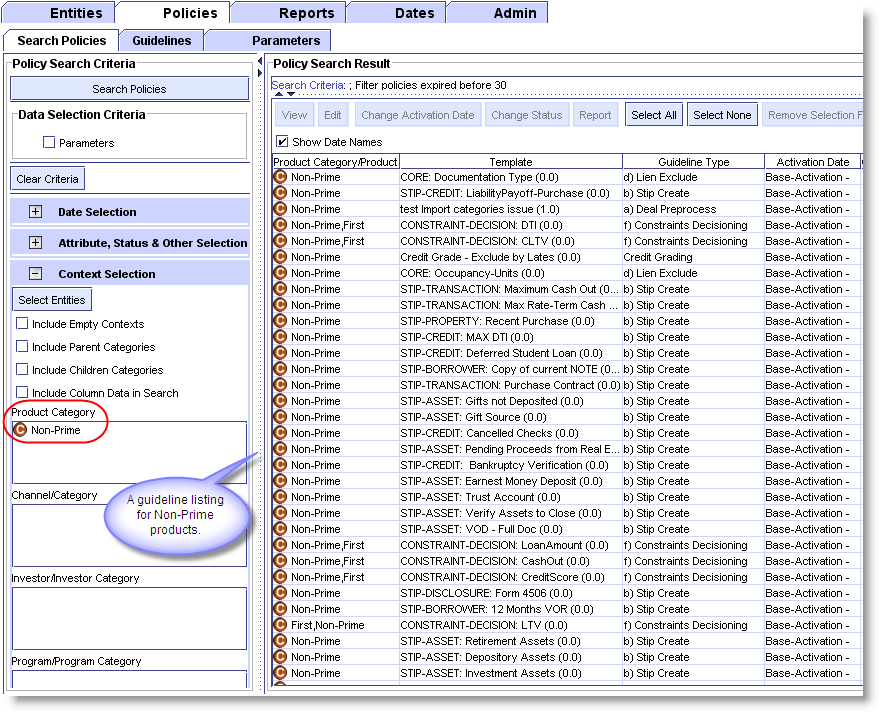 Entities Policies Reports Dates Admin
Search Policies Guidelines Parameters
Policy Search Criteria
Search Policies
Data Selection Criteria
Parameters
Clear Criteria
Date Selection
Attribute, Status & Other Selection
Context Selection
Select Entities
Include Empty Contexts
Include Parent Categories
Include Children Categories
Include Column Data in Search
Product Category
C Non-Prime
Channel/Category
Investor/Investor Category
Program/Program Category
A guideline listing
for Non-Prime
products.
Policy Search Result
Search Criteria: ; Filter policies expired before 30
View Edit Change Activation Date Change Status Report Select All Select None Remove Selection F
Show Date Names
Product Category/Product Template Guideline Type Activation Date
C Non-Prime CORE: Documentation Type (0.0) d) Lien Exclude Base-Activation -
C Non-Prime STIP-CREDIT: LiabilityPayoff-Purchase (0.0) b) Stip Create Base-Activation -
C Non-Prime test Import categories issue (1.0) a) Deal Preprocess Base-Activation -
C Non-Prime,First CONSTRAINT-DECISION: DTI (0.0) f) Constraints Decisioning Base-Activation -
C Non-Prime,First CONSTRAINT-DECISION: CLTV (0.0) f) Constraints Decisioning Base-Activation -
C Non-Prime Credit Grade - Exclude by Lates (0.0) Credit Grading Base-Activation -
C Non-Prime CORE: Occupancy-Units (0.0) d) Lien Exclude Base-Activation -
C Non-Prime STIP-TRANSACTION: Maximum Cash Out (0... b) Stip Create Base-Activation -
C Non-Prime STIP-TRANSACTION: Max Rate-Term Cash ... b) Stip Create Base-Activation -
C Non-Prime STIP-PROPERTY: Recent Purchase (0.0) b) Stip Create Base-Activation -
C Non-Prime STIP-CREDIT: MAX DTI (0.0) b) Stip Create Base-Activation -
C Non-Prime STIP-CREDIT: Deferred Student Loan (0.0) b) Stip Create Base-Activation -
C Non-Prime STIP-BORROWER: Copy of current NOTE (0... b) Stip Create Base-Activation -
C Non-Prime STIP-TRANSACTION: Purchase Contract (0.0) b) Stip Create Base-Activation -
C Non-Prime STIP-ASSET: Gifts not Deposited (0.0) b) Stip Create Base-Activation -
C Non-Prime STIP-ASSET: Gift Source (0.0) b) Stip Create Base-Activation -
C Non-Prime STIP-CREDIT: Cancelled Checks (0.0) b) Stip Create Base-Activation -
C Non-Prime STIP-ASSET: Pending Proceeds from Real E... b) Stip Create Base-Activation -
C Non-Prime STIP-CREDIT: Bankruptcy Verification (0.0) b) Stip Create Base-Activation -
C Non-Prime STIP-ASSET: Earnest Money Deposit (0.0) b) Stip Create Base-Activation -
C Non-Prime STIP-ASSET: Trust Account (0.0) b) Stip Create Base-Activation -
C Non-Prime STIP-ASSET: Verify Assets to Close (0.0) b) Stip Create Base-Activation -
C Non-Prime STIP-ASSET: VOD - Full Doc (0.0) b) Stip Create Base-Activation -
C Non-Prime,First CONSTRAINT-DECISION: LoanAmount (0.0) f) Constraints Decisioning Base-Activation -
C Non-Prime,First CONSTRAINT-DECISION: CashOut (0.0) f) Constraints Decisioning Base-Activation -
C Non-Prime,First CONSTRAINT-DECISION: CreditScore (0.0) f) Constraints Decisioning Base-Activation -
C Non-Prime STIP-DISCLOSURE: Form 4506 (0.0) b) Stip Create Base-Activation -
C Non-Prime STIP-BORROWER: 12 Months VOR (0.0) b) Stip Create Base-Activation -
C First,Non-Prime CONSTRAINT-DECISION: LTV (0.0) f) Constraints Decisioning Base-Activation -
C Non-Prime STIP-ASSET: Retirement Assets (0.0) b) Stip Create Base-Activation -
C Non-Prime STIP-ASSET: Depository Assets (0.0) b) Stip Create Base-Activation -
C Non-Prime STIP-ASSET: Investment Assets (0.0) b) Stip Create Base-Activation -